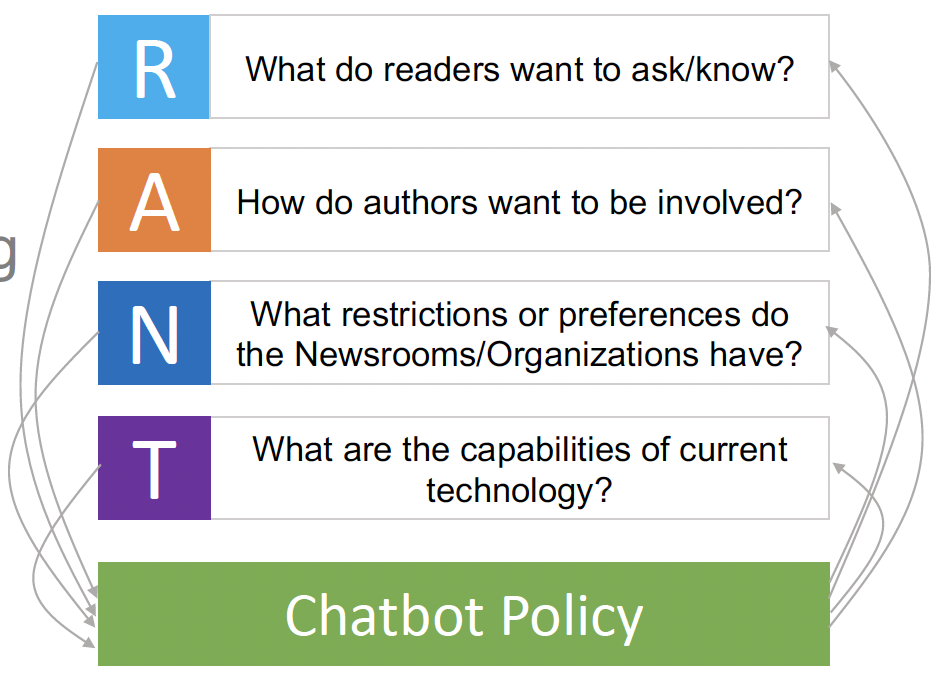 R
What do readers want to ask/know?
A
How do authors want to be involved?
g
N
What restrictions or preferences do
the Newsrooms/Organizations have?
T
What are the capabilities of current
technology?
Chatbot Policy